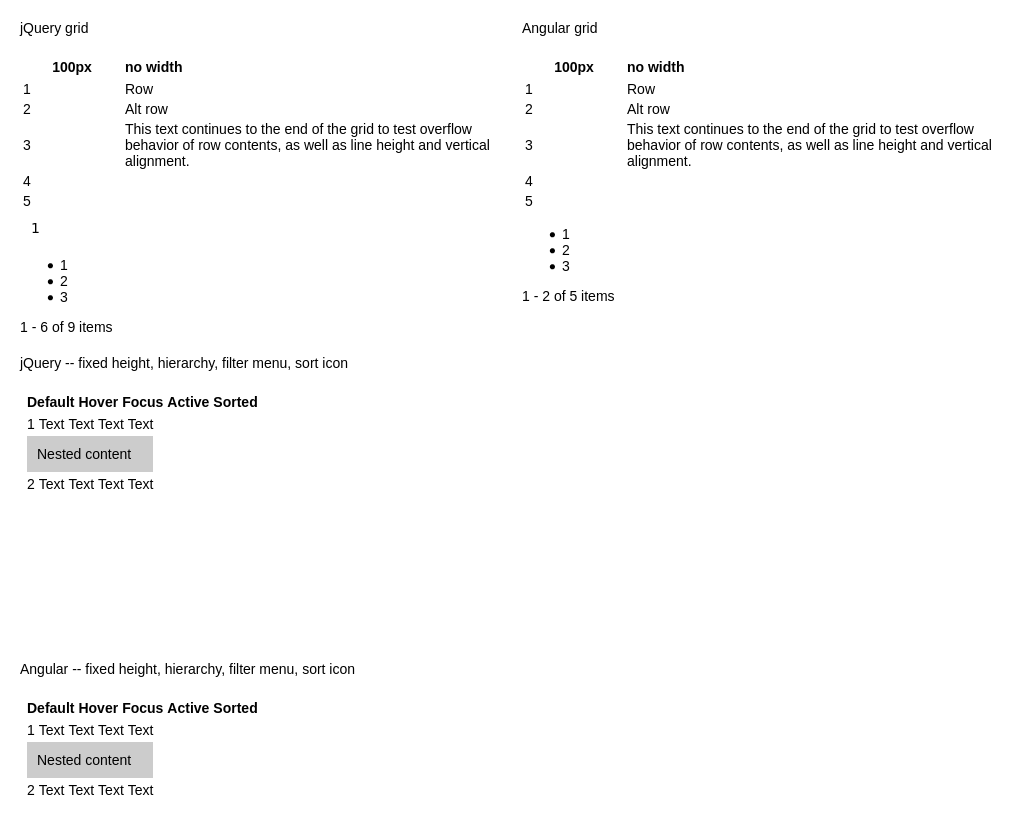 jQuery grid
100px no width
1 Row
2 Alt row
This text continues to the end of the grid to test overflow
3 behavior of row contents, as well as line height and vertical
alignment.
4
5
1
• 1
• 2
• 3
1 - 6 of 9 items
Angular grid
100px no width
1 Row
2 Alt row
This text continues to the end of the grid to test overflow
3 behavior of row contents, as well as line height and vertical
alignment.
4
5
• 1
• 2
• 3
1 - 2 of 5 items
jQuery -- fixed height, hierarchy, filter menu, sort icon
Default Hover Focus Active Sorted
1 Text Text Text Text
Nested content
2 Text Text Text Text
Angular -- fixed height, hierarchy, filter menu, sort icon
Default Hover Focus Active Sorted
1 Text Text Text Text
Nested content
2 Text Text Text Text